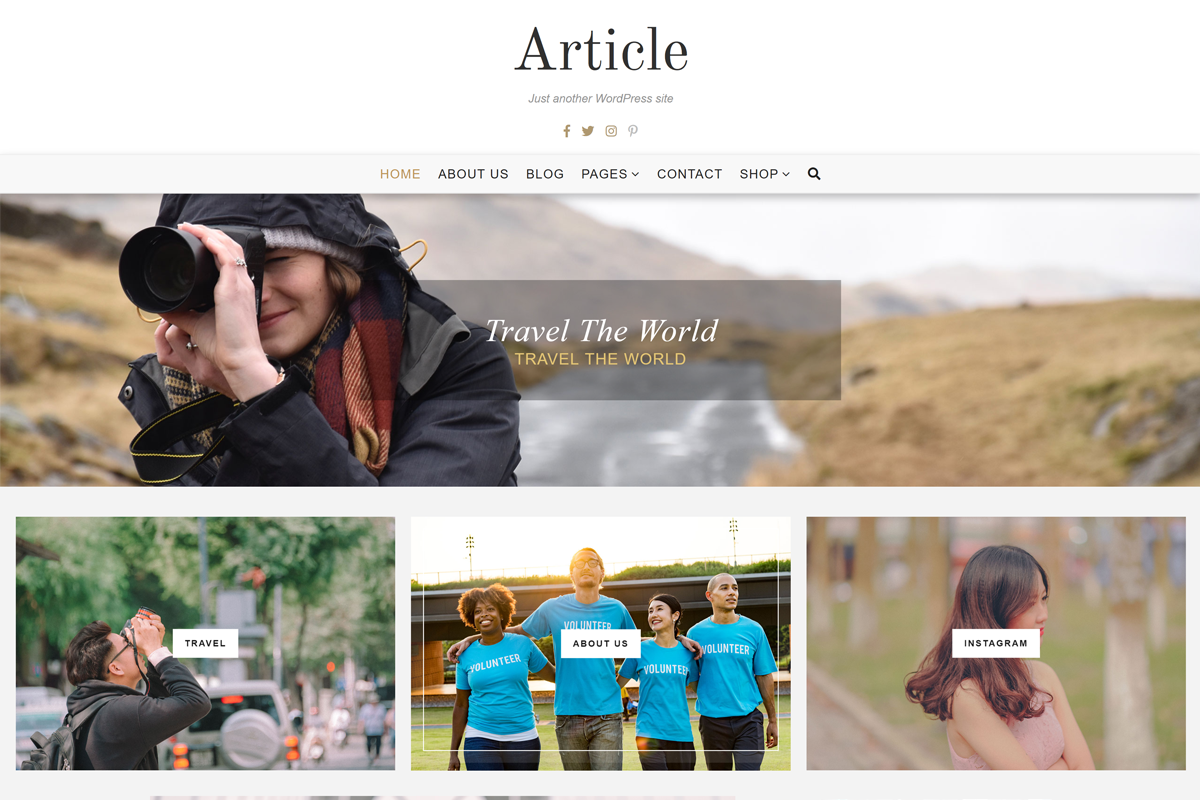 Article
Just another WordPress site
HOME ABOUT US BLOG PAGES CONTACT SHOP
Travel The World
TRAVEL THE WORLD
TRAVEL
ABOUT US
INSTAGRAM
VOLUNTEER
VOLUNTEER
VOLUNTEER
VOLUNTEER